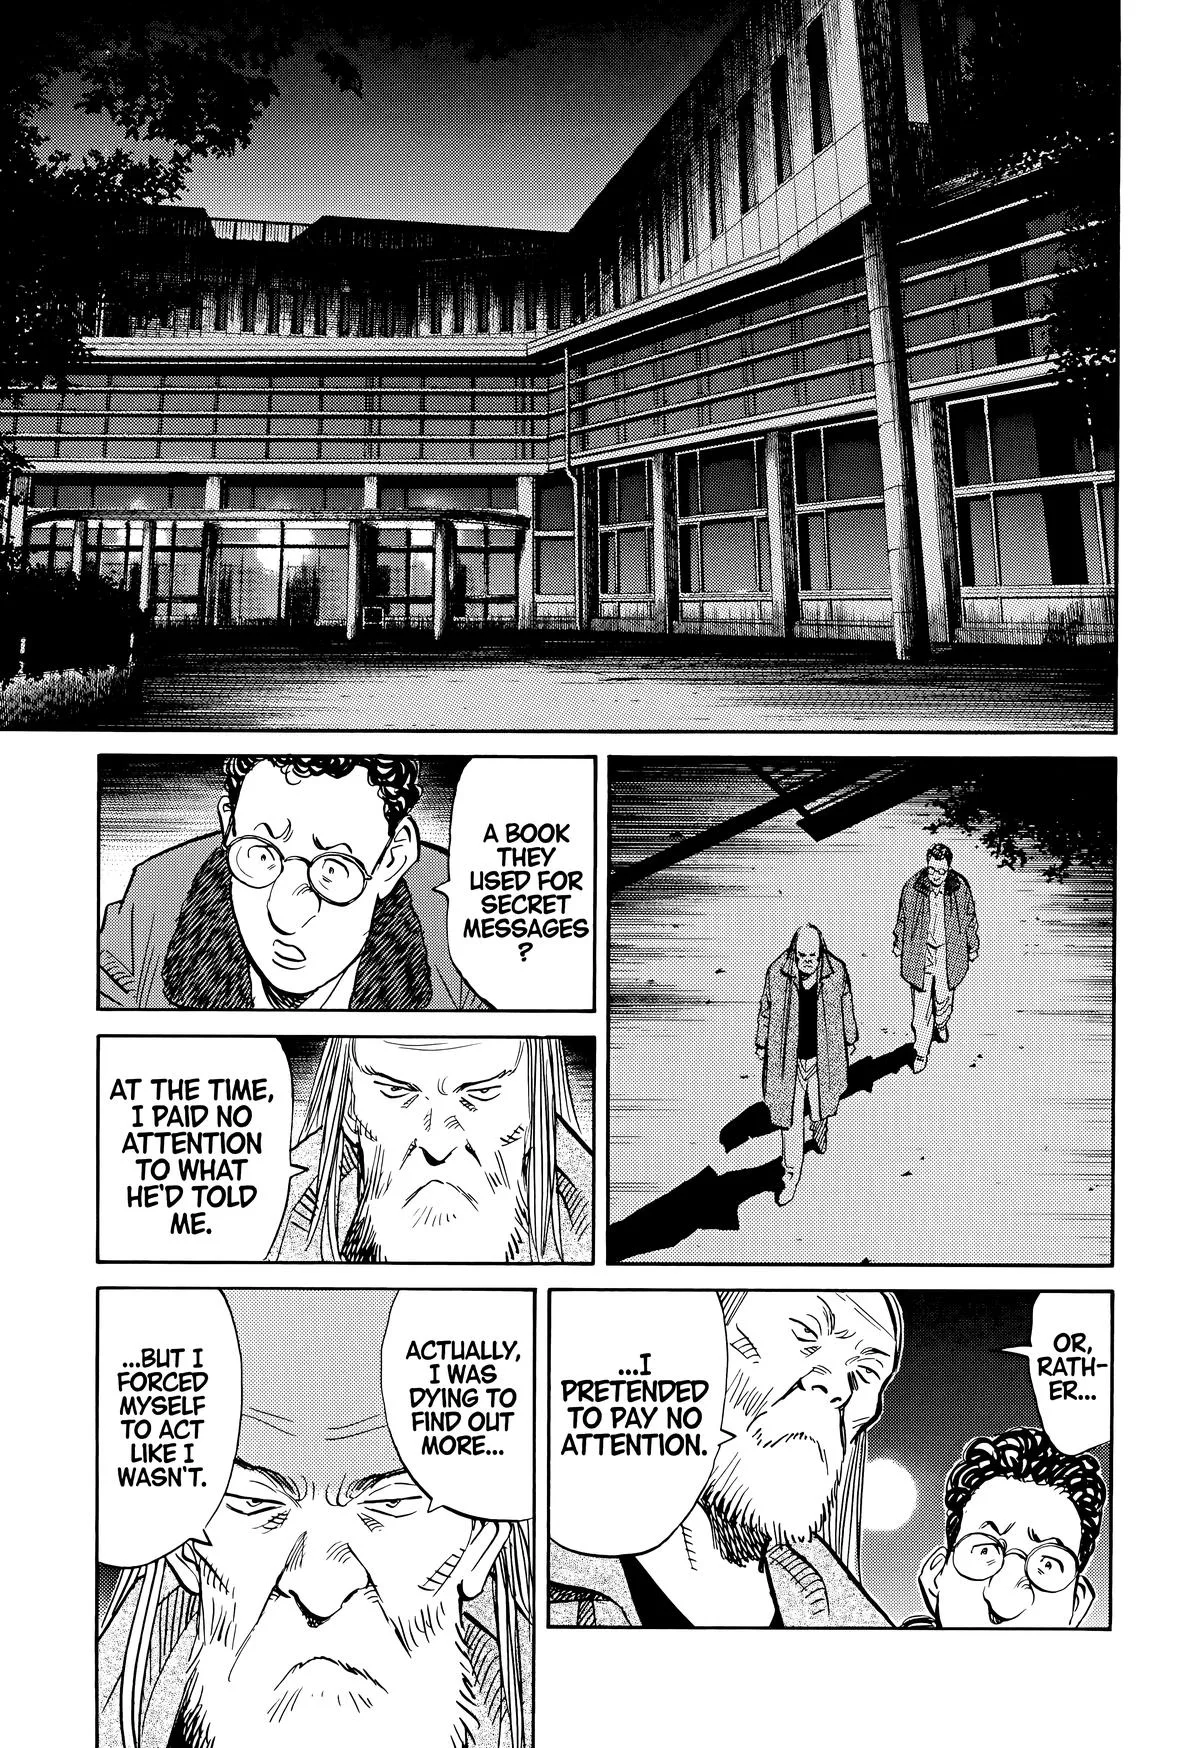 A BOOK
THEY
USED FOR
SECRET
MESSAGES
?
AT THE TIME,
I PAID NO
ATTENTION
TO WHAT
HE'D TOLD
ME.
OR,
RATH-
ER...
...I
PRETENDED
TO PAY NO
ATTENTION.
ACTUALLY,
I WAS
DYING TO
FIND OUT
MORE...
...BUT I
FORCED
MYSELF
TO ACT
LIKE I
WASN'T.